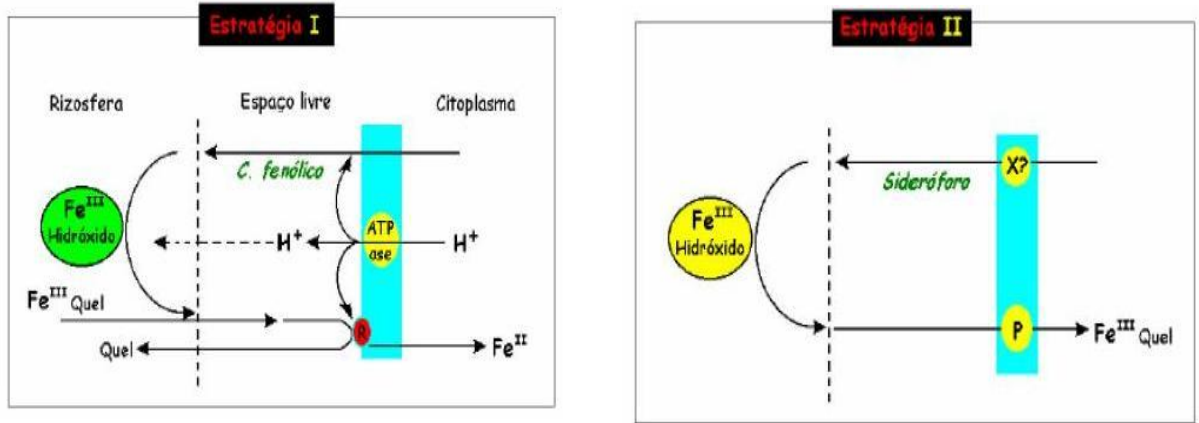 Estratégia I
Rizosfera Espaço livre Citoplasma
C. fenólico
Fe^III
Hidróxido
ATP
ase
H⁺ H⁺
Fe^III Quel
R
Quel
Fe^II
Estratégia II
X?
Sideróforo
Fe^III
Hidróxido
P
Fe^III Quel